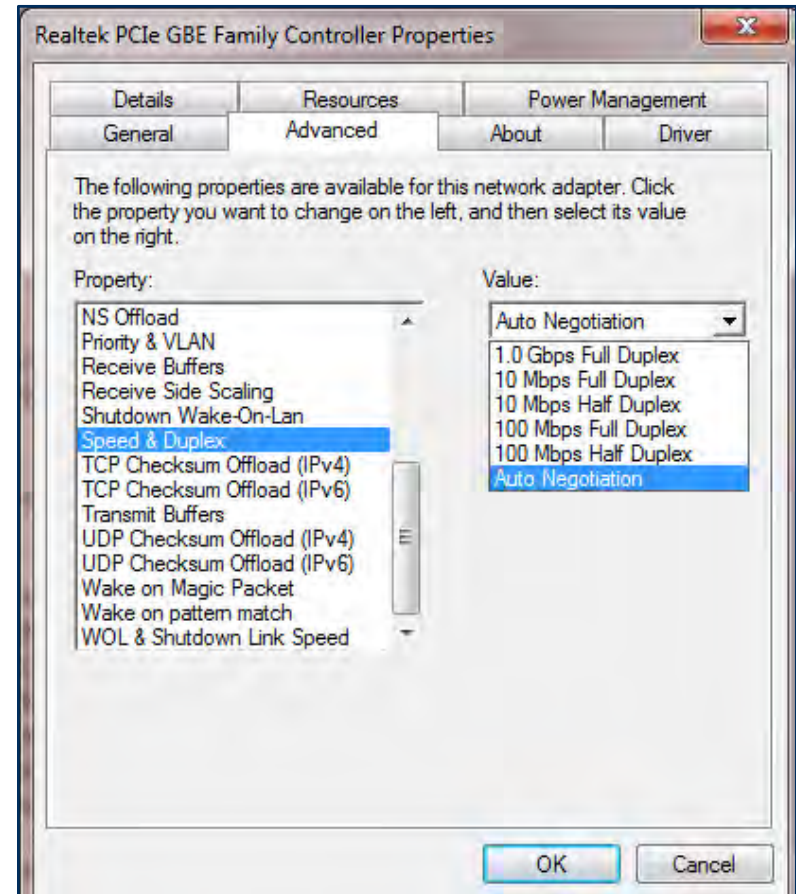 Realtek PCIe GBE Family Controller Properties
Details Resources Power Management
General Advanced About Driver
The following properties are available for this network adapter. Click
the property you want to change on the left, and then select its value
on the right.
Property:
NS Offload
Priority & VLAN
Receive Buffers
Receive Side Scaling
Shutdown Wake-On-Lan
Speed & Duplex
TCP Checksum Offload (IPv4)
TCP Checksum Offload (IPv6)
Transmit Buffers
UDP Checksum Offload (IPv4)
UDP Checksum Offload (IPv6)
Wake on Magic Packet
Wake on pattern match
WOL & Shutdown Link Speed
Value:
Auto Negotiation
1.0 Gbps Full Duplex
10 Mbps Full Duplex
10 Mbps Half Duplex
100 Mbps Full Duplex
100 Mbps Half Duplex
Auto Negotiation
OK Cancel